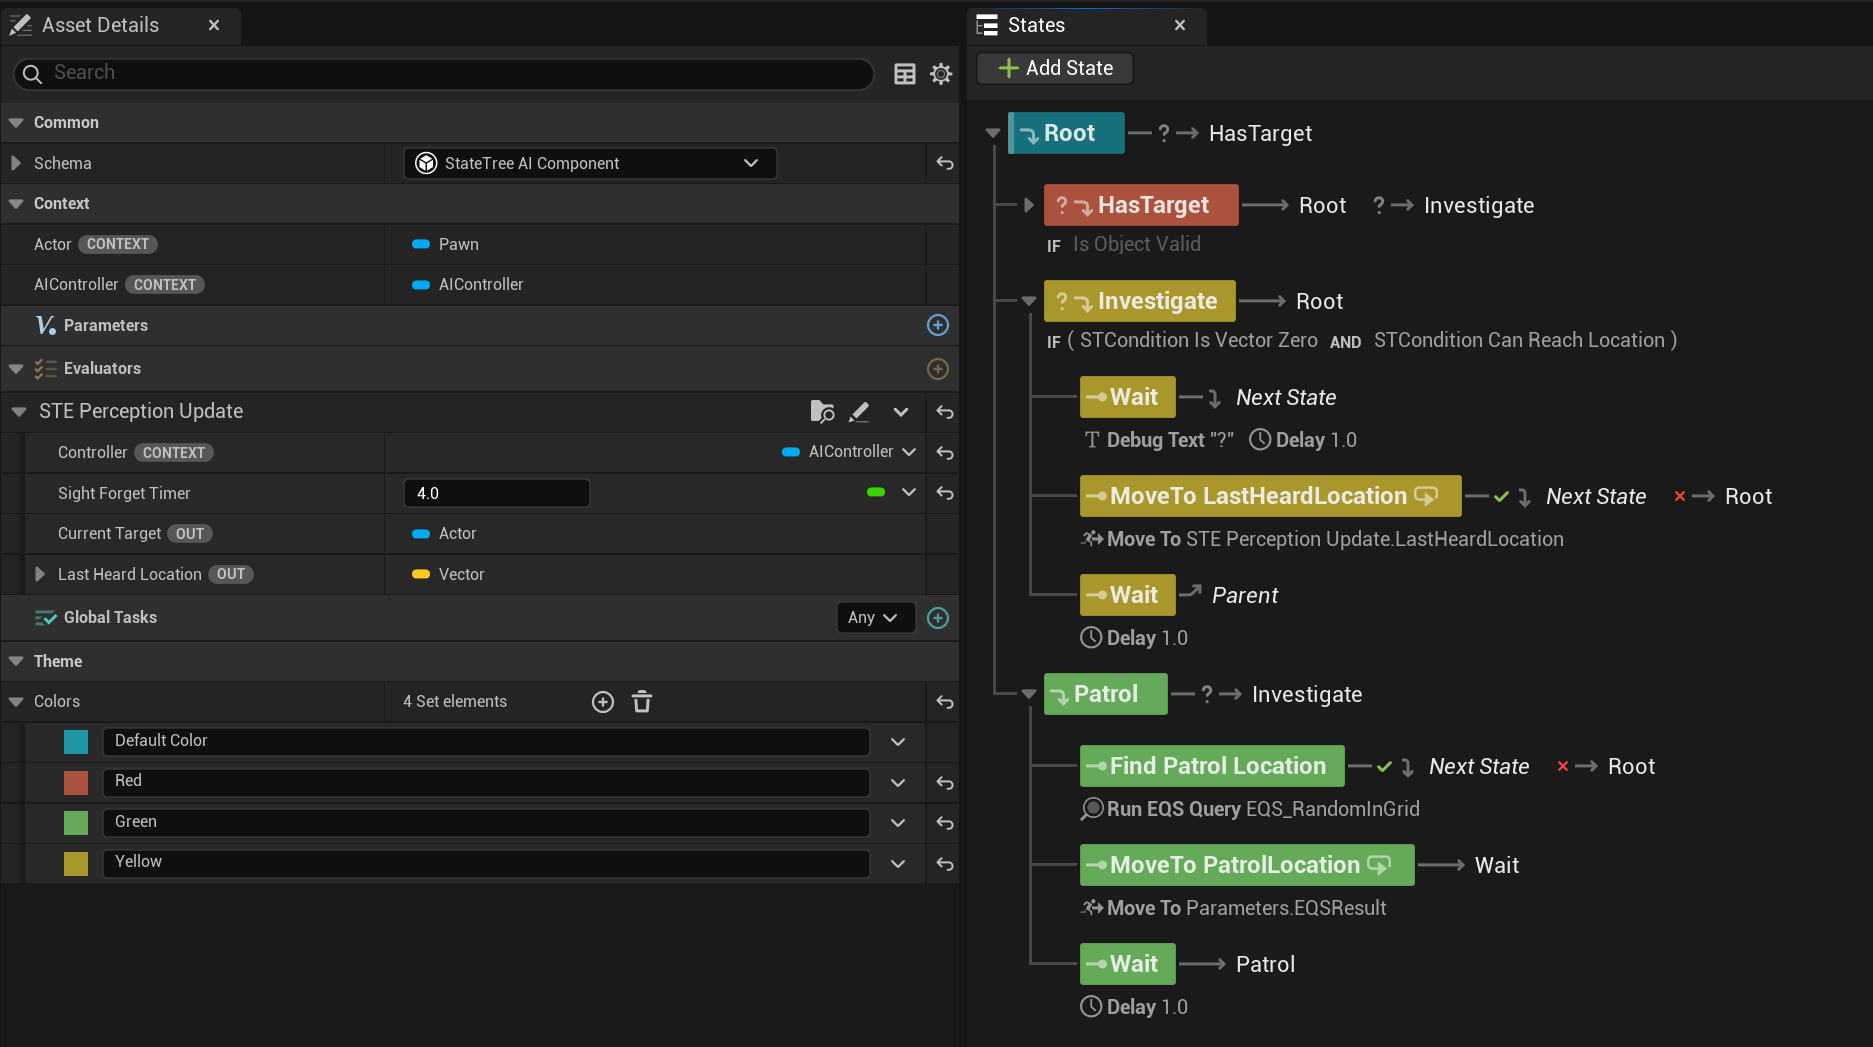 Asset Details
Search
Common
Schema
StateTree AI Component
Context
Actor CONTEXT
Pawn
AIController CONTEXT
AIController
Parameters
Evaluators
STE Perception Update
Controller CONTEXT
AIController
Sight Forget Timer
4.0
Current Target OUT
Actor
Last Heard Location OUT
Vector
Global Tasks
Any
Theme
Colors
4 Set elements
Default Color
Red
Green
Yellow
States
Add State
Root ? HasTarget
? HasTarget Root ? Investigate
IF Is Object Valid
? Investigate Root
IF ( STCondition Is Vector Zero AND STCondition Can Reach Location )
Wait Next State
T Debug Text "?" Delay 1.0
MoveTo LastHeardLocation Next State Root
Move To STE Perception Update.LastHeardLocation
Wait Parent
Delay 1.0
Patrol ? Investigate
Find Patrol Location Next State Root
Run EQS Query EQS_RandomInGrid
MoveTo PatrolLocation Wait
Move To Parameters.EQSResult
Wait Patrol
Delay 1.0